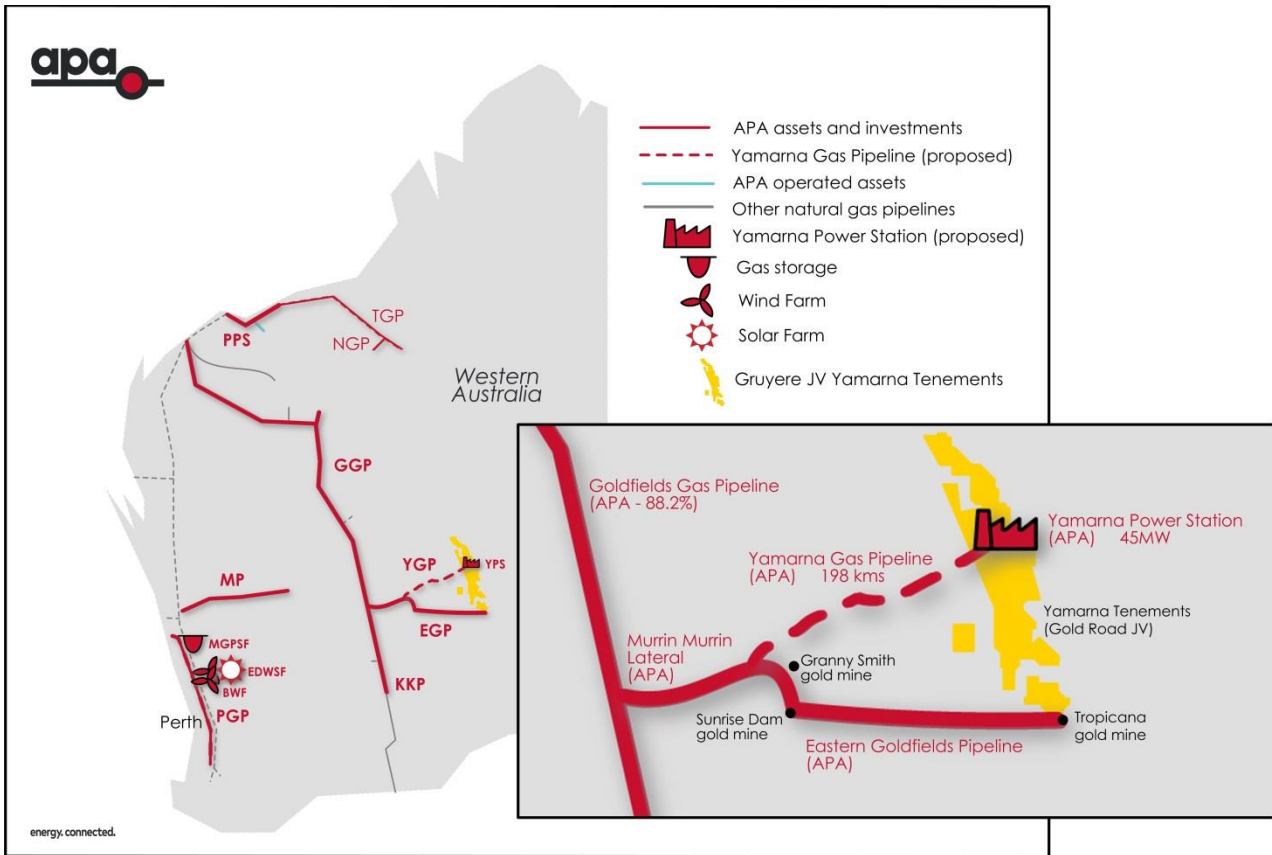 apa
APA assets and investments
Yamarna Gas Pipeline (proposed)
APA operated assets
Other natural gas pipelines
Yamarna Power Station (proposed)
Gas storage
Wind Farm
Solar Farm
Gruyere JV Yamarna Tenements
TGP
NGP
PPS
Western
Australia
GGP
YGP
YPS
MP
EGP
MGPSF
EDWSF
BWF
KKP
Perth
PGP
Goldfields Gas Pipeline
(APA - 88.2%)
Yamarna Power Station
(APA) 45MW
Yamarna Gas Pipeline
(APA) 198 kms
Yamarna Tenements
(Gold Road JV)
Murrin Murrin
Lateral
(APA)
Granny Smith
gold mine
Sunrise Dam
gold mine
Tropicana
gold mine
Eastern Goldfields Pipeline
(APA)
energy.connected.